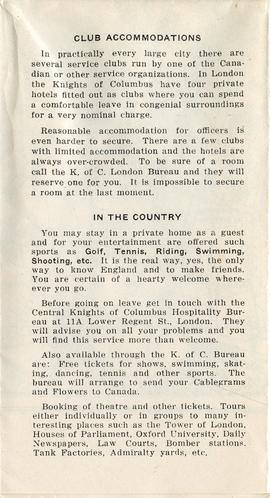 CLUB ACCOMMODATIONS
In practically every large city there are
several service clubs run by one of the Cana-
dian or other service organizations. In London
the Knights of Columbus have four private
hotels fitted out as clubs where you can spend
a comfortable leave in congenial surroundings
for a very nominal charge.
Reasonable accommodation for officers is
even harder to secure. There are a few clubs
with limited accommodation and the hotels are
always over-crowded. To be sure of a room
call the K. of C. London Bureau and they will
reserve one for you. It is impossible to secure
a room at the last moment.
IN THE COUNTRY
You may stay in a private home as a guest
and for your entertainment are offered such
sports as Golf, Tennis, Riding, Swimming,
Shooting, etc. It is the real way, yes, the only
way to know England and to make friends.
You are certain of a hearty welcome where-
ever you go.
Before going on leave get in touch with the
Central Knights of Columbus Hospitality Bur-
eau at 11A Lower Regent St., London. They
will advise you on all your problems and you
will find this service more than welcome.
Also available through the K. of C. Bureau
are: Free tickets for shows, swimming, skat-
ing, dancing, tennis and other sports. The
bureau will arrange to send your Cablegrams
and Flowers to Canada.
Booking of theatre and other tickets. Tours
either individually or in groups to many in-
teresting places such as the Tower of London,
Houses of Parliament, Oxford University, Daily
Newspapers, Law Courts, Bomber stations.
Tank Factories, Admiralty yards, etc.